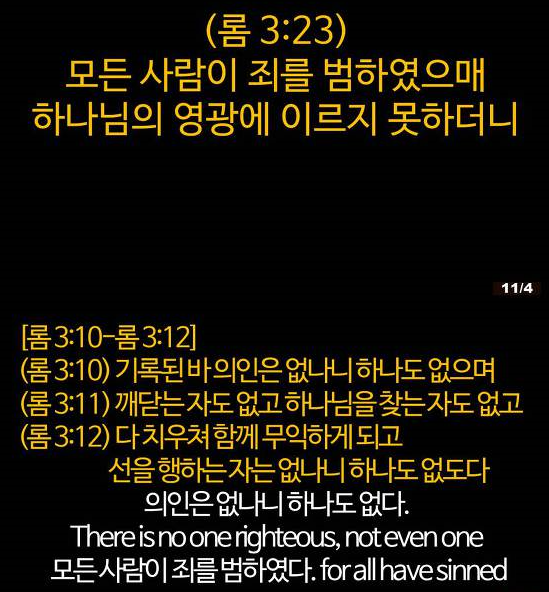 (롬 3:23)
모든 사람이 죄를 범하였으매
하나님의 영광에 이르지 못하더니
11/4
[롬 3:10-롬 3:12]
(롬 3:10) 기록된 바 의인은 없나니 하나도 없으며
(롬 3:11) 깨닫는 자도 없고 하나님을 찾는 자도 없고
(롬 3:12) 다 치우쳐 함께 무익하게 되고
선을 행하는 자는 없나니 하나도 없도다
의인은 없나니 하나도 없다.
There is no one righteous, not even one
모든 사람이 죄를 범하였다. for all have sinned